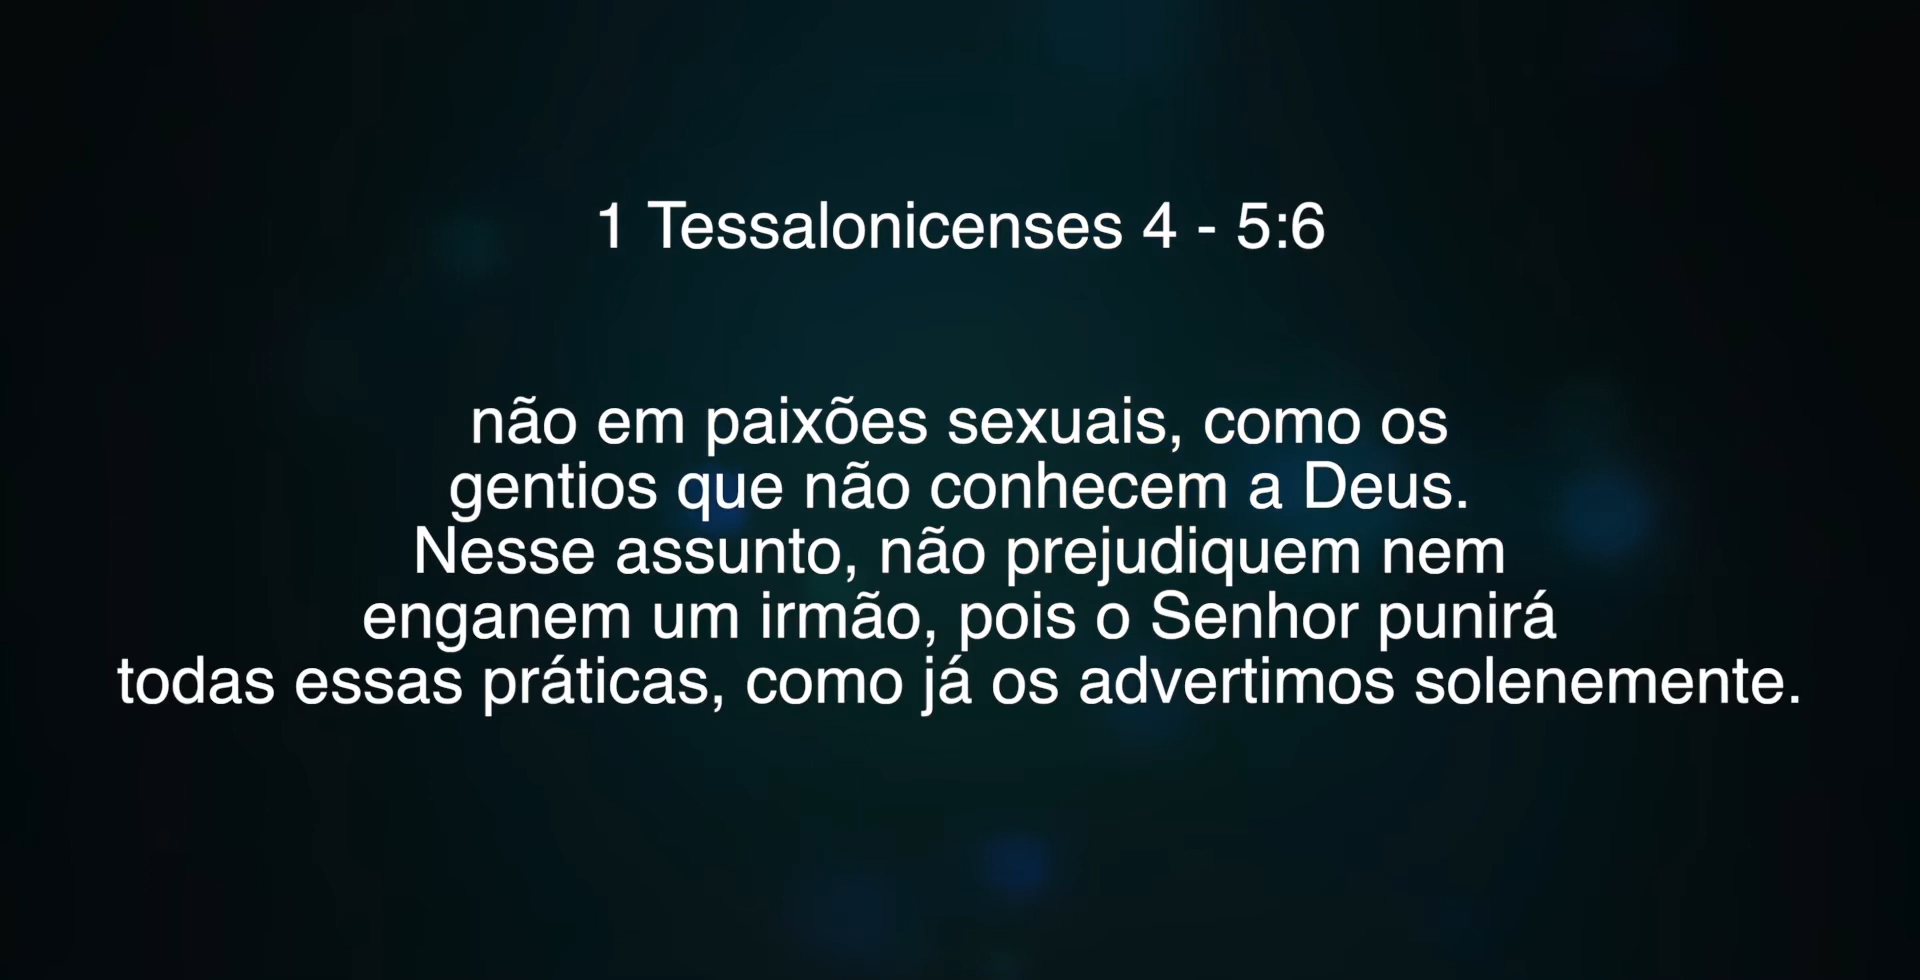 1 Tessalonicenses 4 - 5:6
não em paixões sexuais, como os
gentios que não conhecem a Deus.
Nesse assunto, não prejudiquem nem
enganem um irmão, pois o Senhor punirá
todas essas práticas, como já os advertimos solenemente.